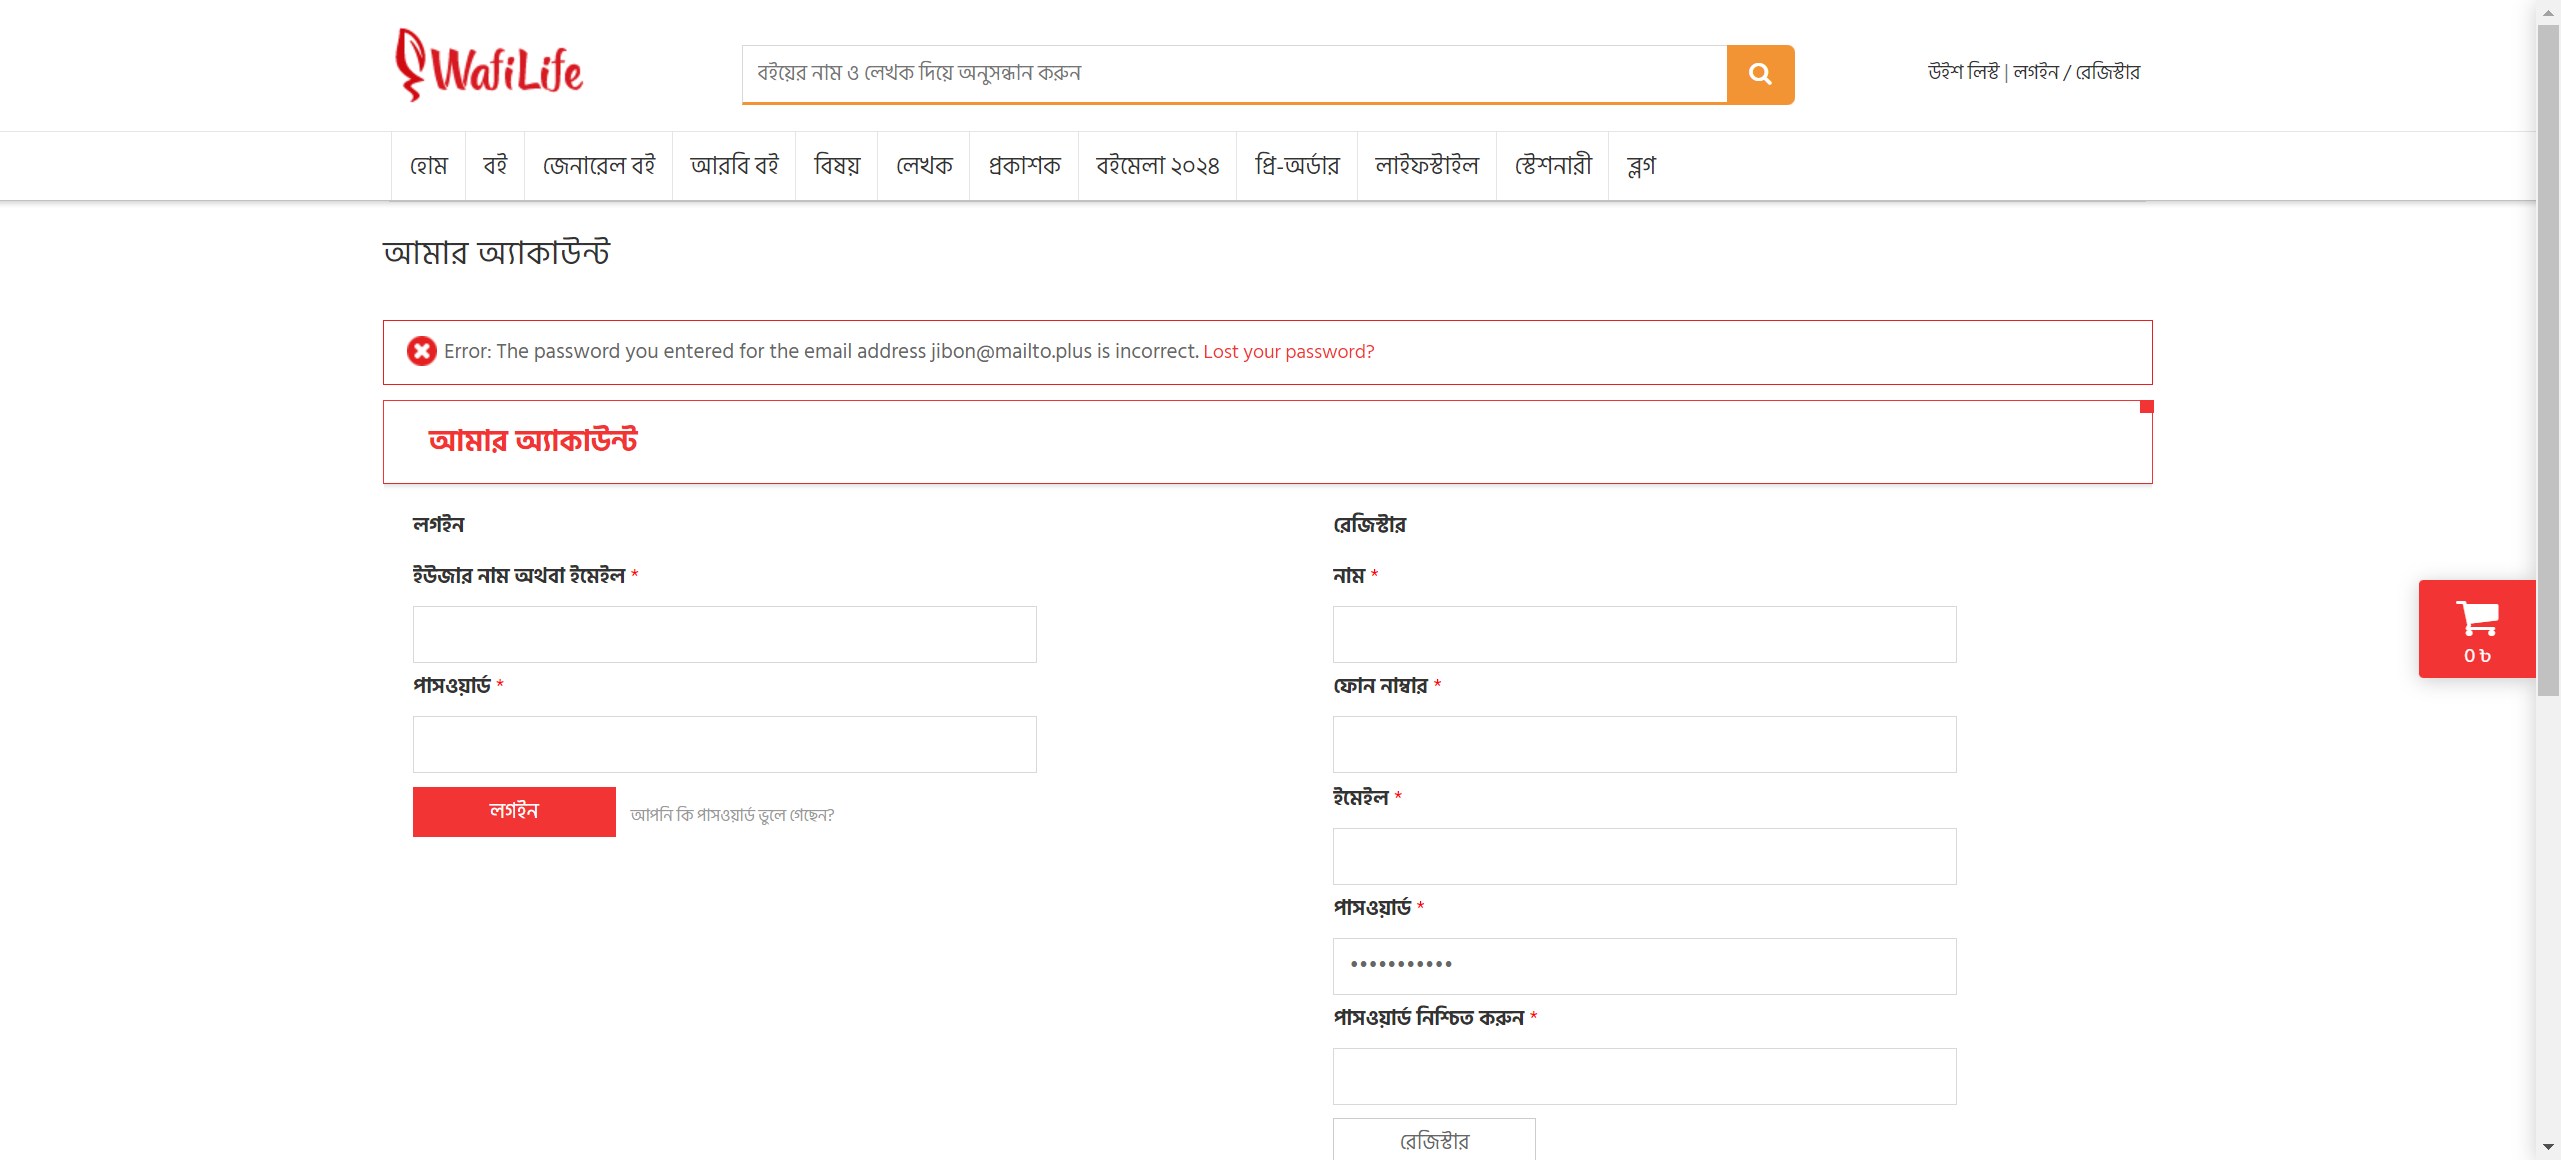 WafiLife
বইয়ের নাম ও লেখক দিয়ে অনুসন্ধান করুন
উইশ লিস্ট | লগইন / রেজিস্টার
হোম বই জেনারেল বই আরবি বই বিষয় লেখক প্রকাশক বইমেলা ২০২৪ প্রি-অর্ডার লাইফস্টাইল স্টেশনারী ব্লগ
আমার অ্যাকাউন্ট
Error: The password you entered for the email address jibon@mailto.plus is incorrect. Lost your password?
আমার অ্যাকাউন্ট
লগইন
ইউজার নাম অথবা ইমেইল *
পাসওয়ার্ড *
লগইন আপনি কি পাসওয়ার্ড ভুলে গেছেন?
রেজিস্টার
নাম *
ফোন নাম্বার *
ইমেইল *
পাসওয়ার্ড *
•••••••••••
পাসওয়ার্ড নিশ্চিত করুন *
রেজিস্টার
0 ৳